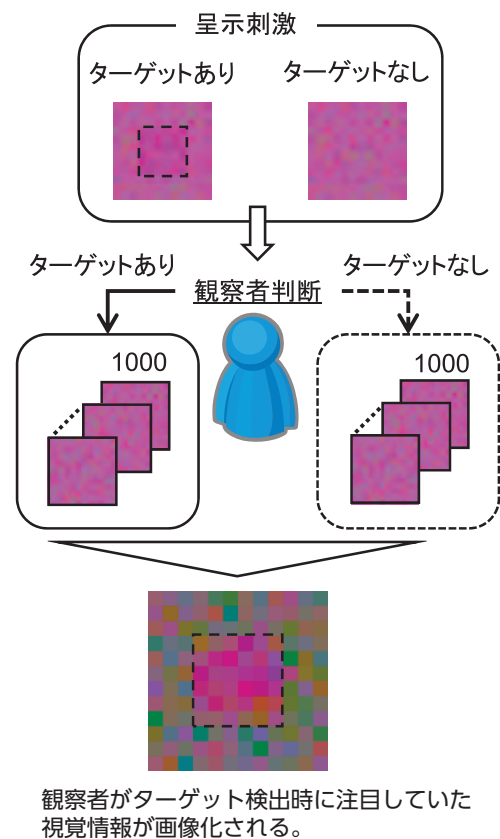 呈示刺激
ターゲットあり ターゲットなし
ターゲットあり ターゲットなし
観察者判断
1000 1000
観察者がターゲット検出時に注目していた
視覚情報が画像化される。